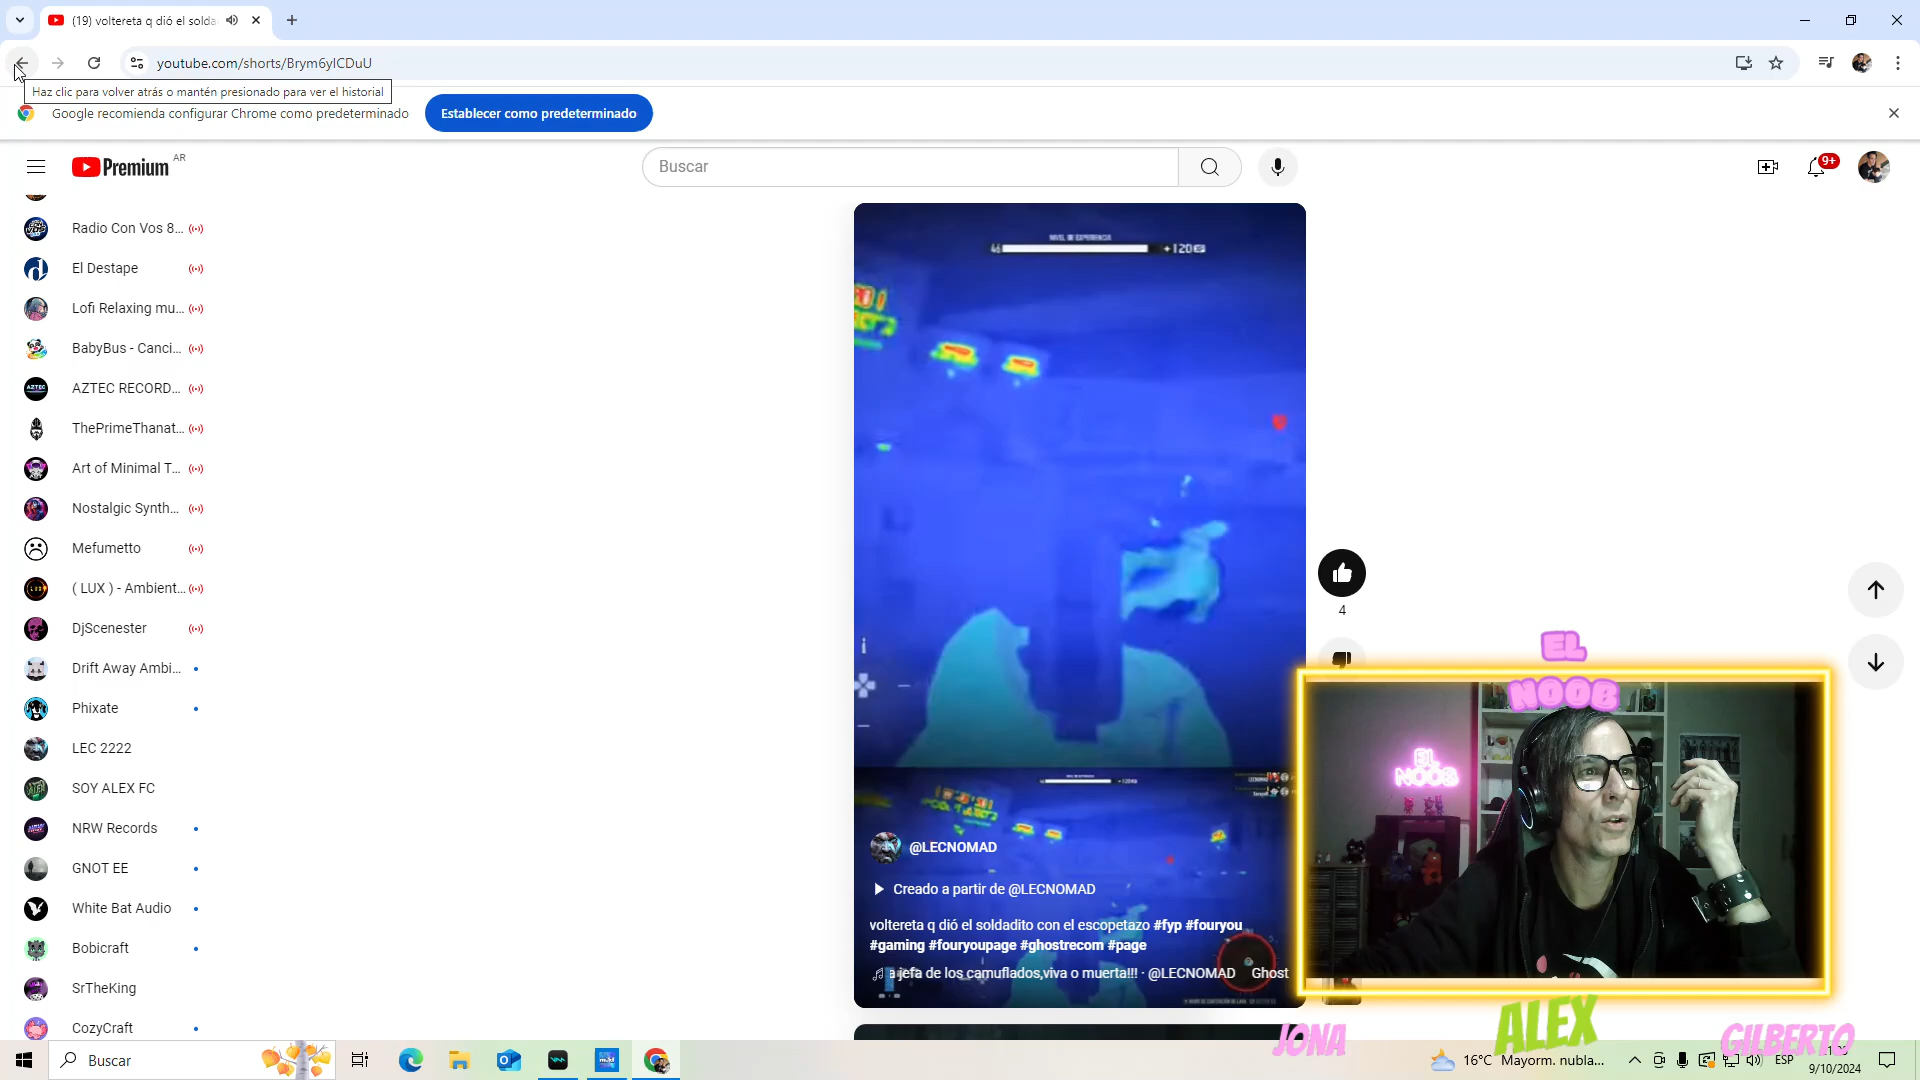 (19) voltereta q dió el solda
youtube.com/shorts/Brym6ylCDuU
Haz clic para volver atrás o mantén presionado para ver el historial
Google recomienda configurar Chrome como predeterminado
Establecer como predeterminado
Premium AR
Buscar
9+
Radio Con Vos 8...
El Destape
Lofi Relaxing mu...
BabyBus - Canci...
AZTEC RECORD...
ThePrimeThanat...
Art of Minimal T...
Nostalgic Synth...
Mefumetto
( LUX ) - Ambient...
DjScenester
Drift Away Ambi...
Phixate
LEC 2222
SOY ALEX FC
NRW Records
GNOT EE
White Bat Audio
Bobicraft
SrTheKing
CozyCraft
NIVEL DE EXPERIENCIA
46 +120
4
@LECNOMAD
Creado a partir de @LECNOMAD
voltereta q dió el soldadito con el escopetazo #fyp #fouryou
#gaming #fouryoupage #ghostrecom #page
a jefa de los camuflados,viva o muerta!!! · @LECNOMAD Ghost
EL
NOOB
EL
NOOB
JONA
ALEX
GILBERTO
Buscar
16°C Mayorm. nubla...
ESP
9/10/2024